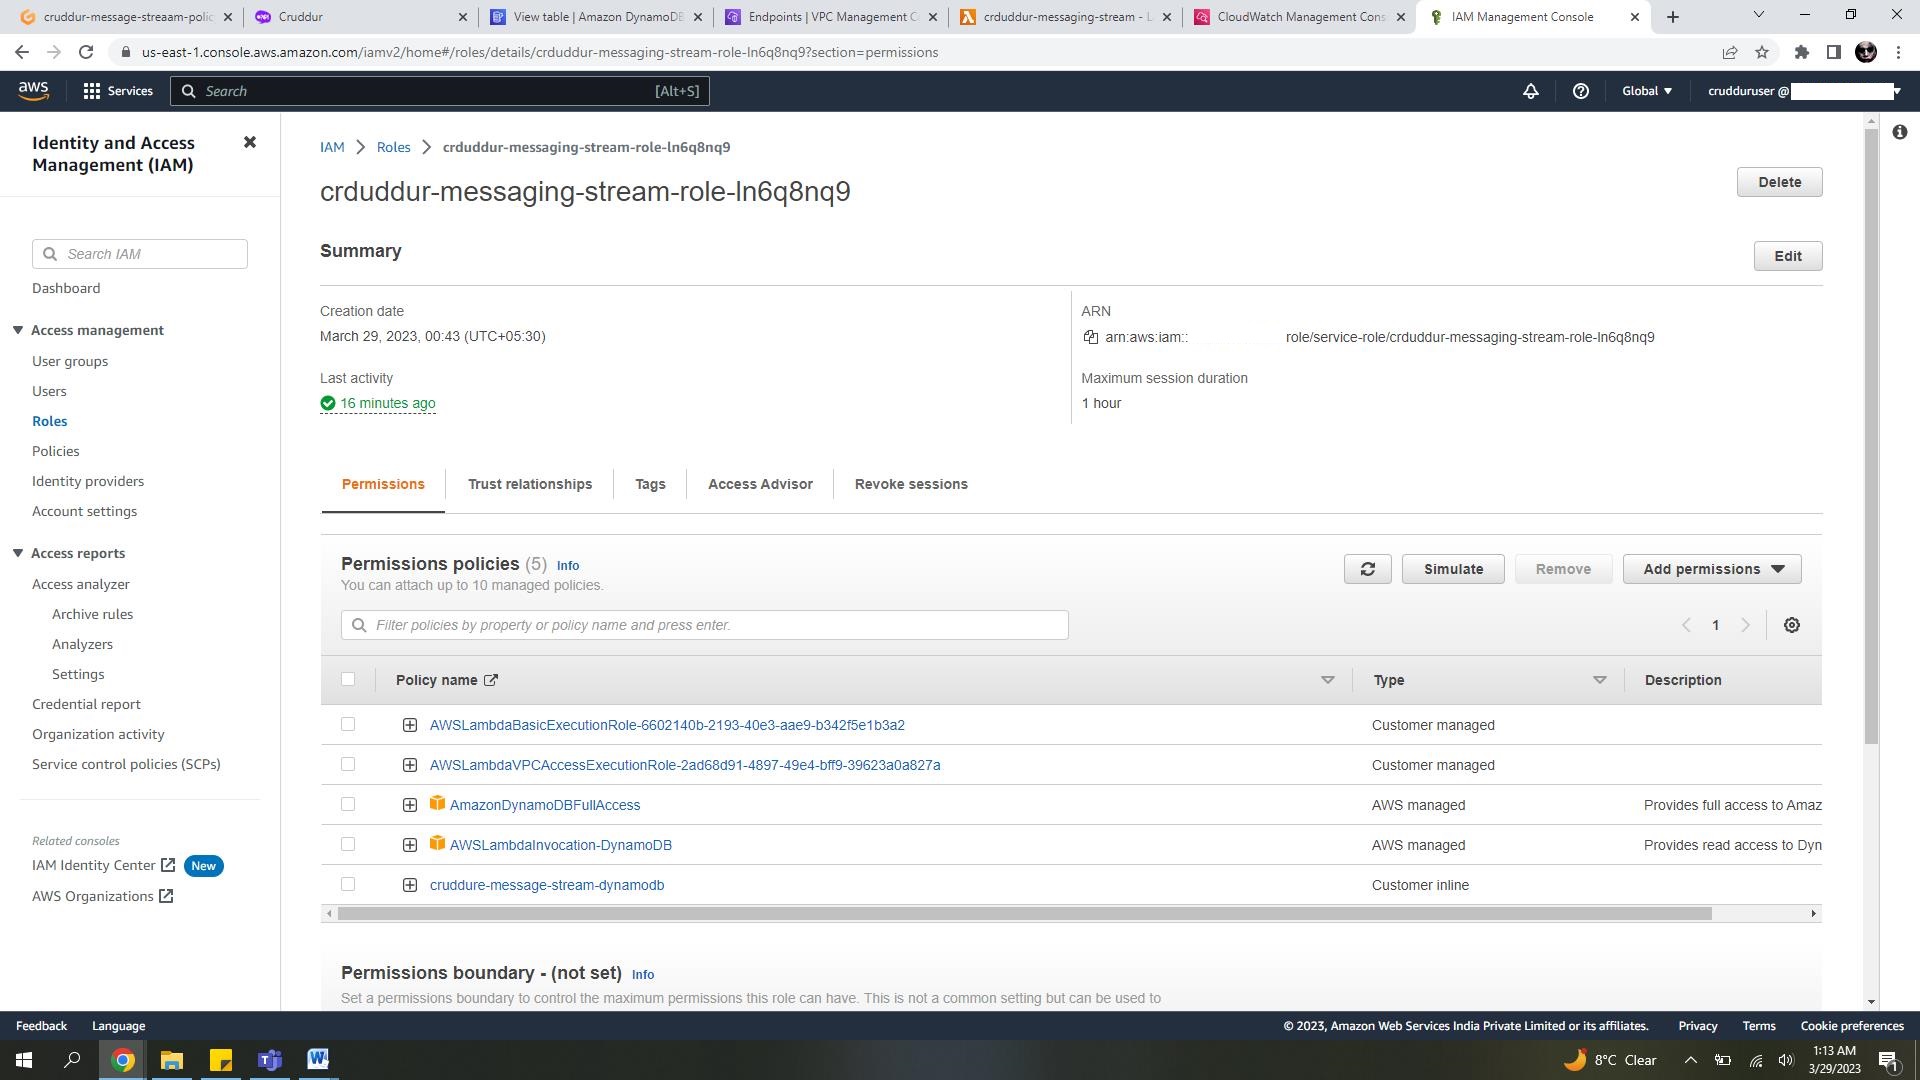 cruddur-message-streaam-polic
Cruddur
View table | Amazon DynamoDB
Endpoints | VPC Management C
crduddur-messaging-stream - L
CloudWatch Management Cons
IAM Management Console
us-east-1.console.aws.amazon.com/iamv2/home#/roles/details/crduddur-messaging-stream-role-ln6q8nq9?section=permissions
aws
Services
Search
[Alt+S]
Global
crudduruser @
Identity and Access
Management (IAM)
Search IAM
Dashboard
Access management
User groups
Users
Roles
Policies
Identity providers
Account settings
Access reports
Access analyzer
Archive rules
Analyzers
Settings
Credential report
Organization activity
Service control policies (SCPs)
Related consoles
IAM Identity Center New
AWS Organizations
IAM > Roles > crduddur-messaging-stream-role-ln6q8nq9
crduddur-messaging-stream-role-ln6q8nq9
Delete
Summary
Edit
Creation date
March 29, 2023, 00:43 (UTC+05:30)
ARN
arn:aws:iam:: role/service-role/crduddur-messaging-stream-role-ln6q8nq9
Last activity
16 minutes ago
Maximum session duration
1 hour
Permissions
Trust relationships
Tags
Access Advisor
Revoke sessions
Permissions policies (5) Info
You can attach up to 10 managed policies.
Simulate
Remove
Add permissions
Filter policies by property or policy name and press enter.
1
Policy name Type Description
AWSLambdaBasicExecutionRole-6602140b-2193-40e3-aae9-b342f5e1b3a2 Customer managed
AWSLambdaVPCAccessExecutionRole-2ad68d91-4897-49e4-bff9-39623a0a827a Customer managed
AmazonDynamoDBFullAccess AWS managed Provides full access to Amaz
AWSLambdaInvocation-DynamoDB AWS managed Provides read access to Dyn
cruddure-message-stream-dynamodb Customer inline
Permissions boundary - (not set) Info
Set a permissions boundary to control the maximum permissions this role can have. This is not a common setting but can be used to
Feedback
Language
© 2023, Amazon Web Services India Private Limited or its affiliates.
Privacy
Terms
Cookie preferences
8°C Clear
1:13 AM
3/29/2023
1